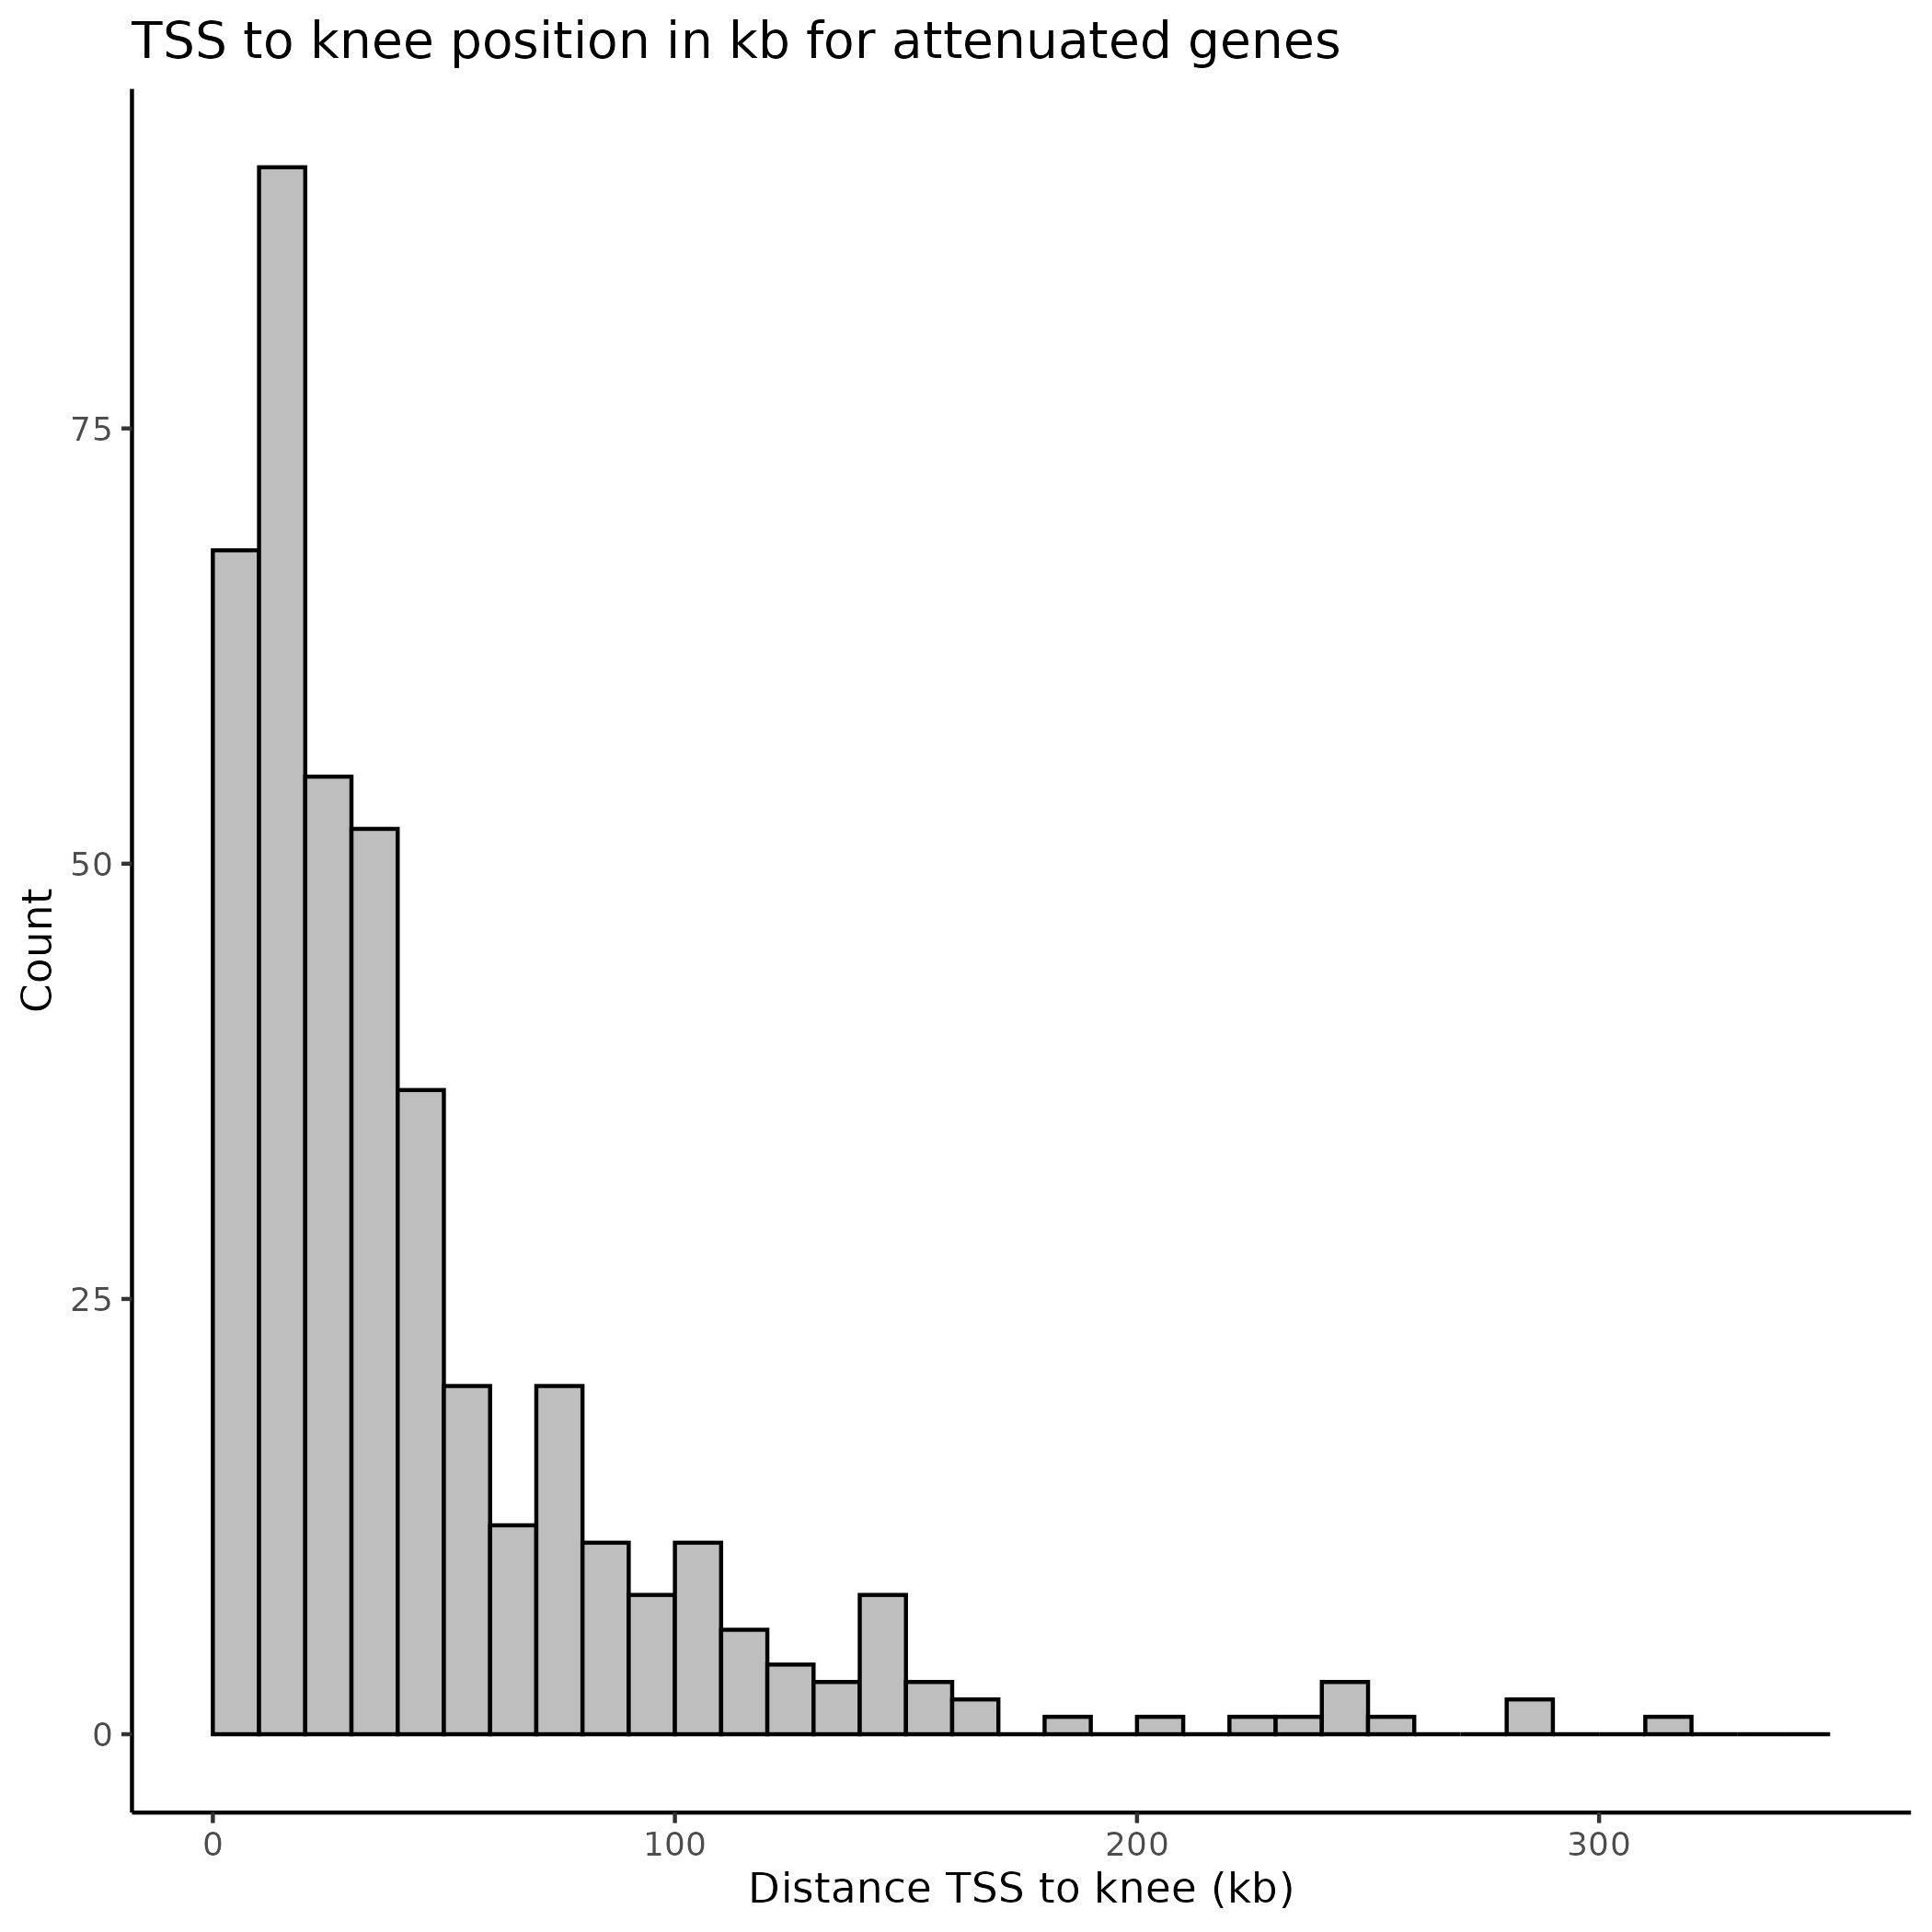 TSS to knee position in kb for attenuated genes
75
50
25
0
Count
0 100 200 300
Distance TSS to knee (kb)